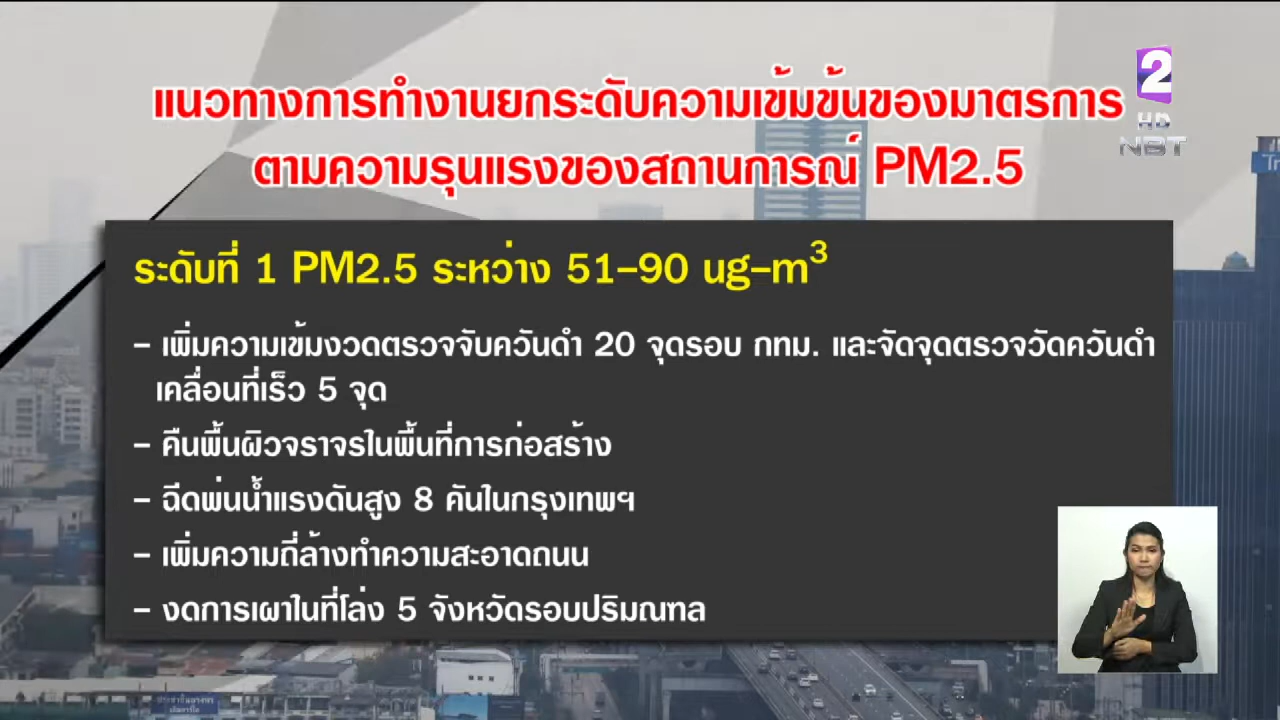 แนวทางการทำงานยกระดับความเข้มข้นของมาตรการ
ตามความรุนแรงของสถานการณ์ PM2.5
2
HD
NBT
ระดับที่ 1 PM2.5 ระหว่าง 51–90 ug–m³
– เพิ่มความเข้มงวดตรวจจับควันดำ 20 จุดรอบ กทม. และจัดจุดตรวจวัดควันดำ
เคลื่อนที่เร็ว 5 จุด
– คืนพื้นผิวจราจรในพื้นที่การก่อสร้าง
– ฉีดพ่นน้ำแรงดันสูง 8 คันในกรุงเทพฯ
– เพิ่มความถี่ล้างทำความสะอาดถนน
– งดการเผาในที่โล่ง 5 จังหวัดรอบปริมณฑล